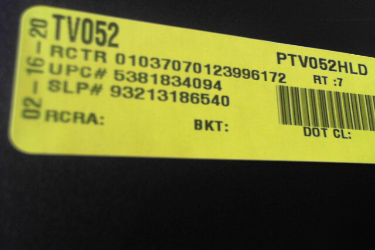 02-16-20
TV052
PTV052HLD
RCTR 01037070123996172
RT :7
UPC# 5381834094
SLP# 93213186540
RCRA:
BKT:
DOT CL: